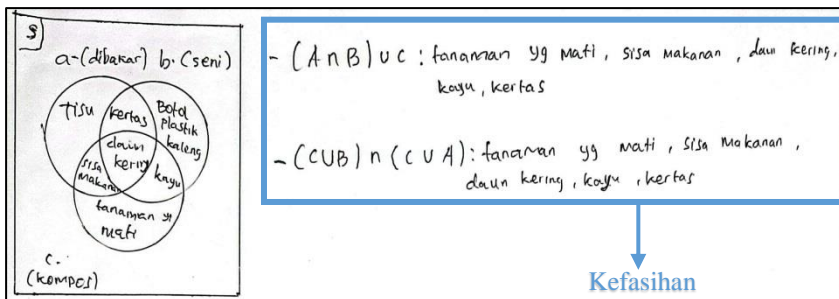 S
a-(dibakar) b. (seni)
Tisu
kertas
Botol
plastik
kaleng
daun
kering
sisa
makanan
kayu
tanaman yg
mati
c.
(kompos)
- (A∩B)∪C : tanaman yg mati, sisa makanan, daun kering,
kayu, kertas
- (C∪B)∩(C∪A): tanaman yg mati, sisa makanan,
daun kering, kayu, kertas
Kefasihan